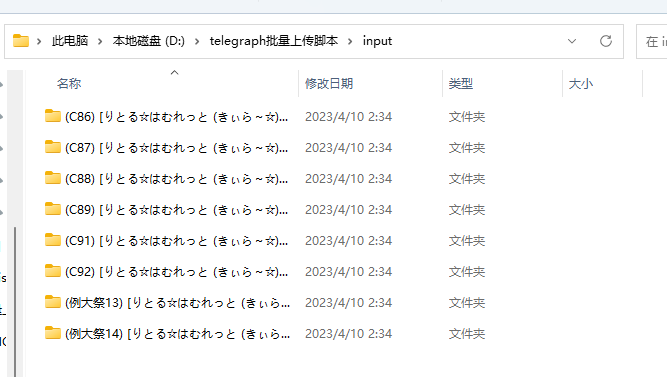 此电脑 > 本地磁盘 (D:) > telegraph批量上传脚本 > input
在 in
名称 修改日期 类型 大小
(C86) [りとる☆はむれっと (きぃら～☆)... 2023/4/10 2:34 文件夹
(C87) [りとる☆はむれっと (きぃら～☆)... 2023/4/10 2:34 文件夹
(C88) [りとる☆はむれっと (きぃら～☆)... 2023/4/10 2:34 文件夹
(C89) [りとる☆はむれっと (きぃら～☆)... 2023/4/10 2:34 文件夹
(C91) [りとる☆はむれっと (きぃら～☆)... 2023/4/10 2:34 文件夹
(C92) [りとる☆はむれっと (きぃら～☆)... 2023/4/10 2:34 文件夹
(例大祭13) [りとる☆はむれっと (きぃら... 2023/4/10 2:34 文件夹
(例大祭14) [りとる☆はむれっと (きぃら... 2023/4/10 2:34 文件夹